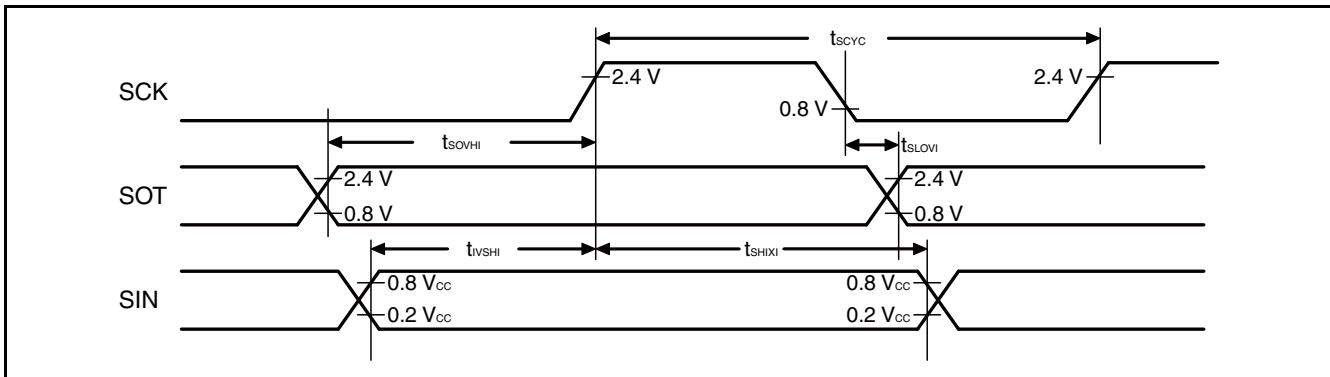 tSCYC
SCK
2.4 V
2.4 V
0.8 V
tSOVHI
tSLOVI
SOT
2.4 V
2.4 V
0.8 V
0.8 V
tIVSHI
tSHIXI
SIN
0.8 VCC
0.8 VCC
0.2 VCC
0.2 VCC